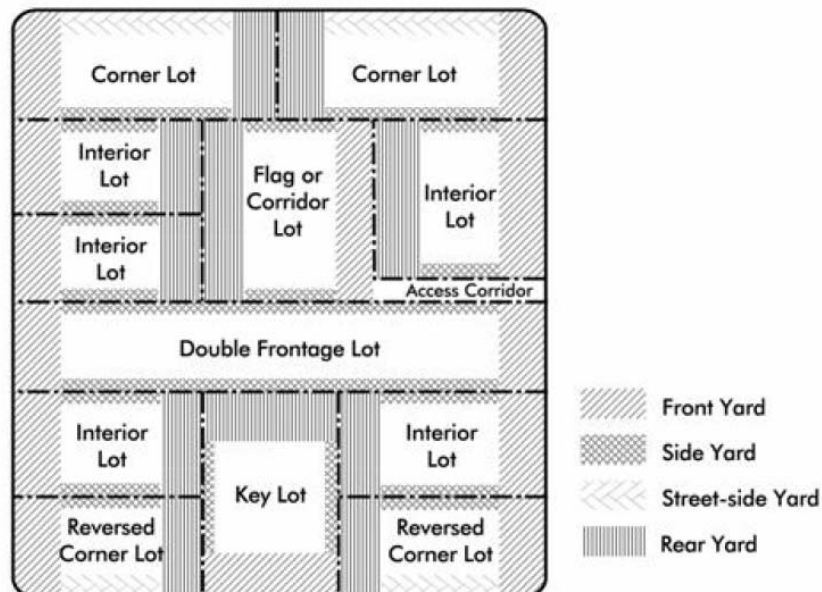 Corner Lot
Corner Lot
Interior
Lot
Flag or
Corridor
Lot
Interior
Lot
Interior
Lot
Access Corridor
Double Frontage Lot
Interior
Lot
Interior
Lot
Key Lot
Reversed
Corner Lot
Reversed
Corner Lot
Front Yard
Side Yard
Street-side Yard
Rear Yard